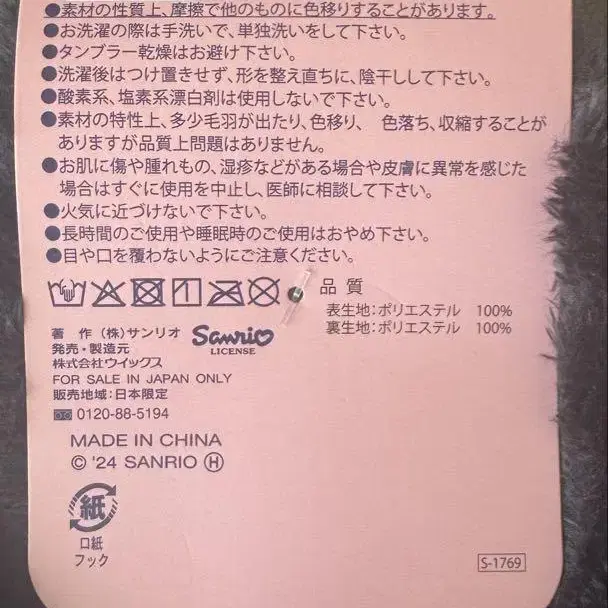 ●素材の性質上、摩擦で他のものに色移りすることがあります。
●お洗濯の際は手洗いで、単独洗いをして下さい。
●タンブラー乾燥はお避け下さい。
●洗濯後はつけ置きせず、形を整え直ちに、陰干しして下さい。
●酸素系、塩素系漂白剤は使用しないで下さい。
●素材の特性上、多少毛羽が出たり、色移り、 色落ち、収縮することが
ありますが品質上問題はありません。
●お肌に傷や腫れもの、湿疹などがある場合や皮膚に異常を感じた
場合はすぐに使用を中止し、医師に相談して下さい。
●火気に近づけないで下さい。
●長時間のご使用や睡眠時のご使用はおやめ下さい。
●目や口を覆わないようにご注意ください。
品質
表生地:ポリエステル 100%
裏生地:ポリエステル 100%
著 作 (株)サンリオ
発売・製造元
株式会社ウイックス
Sanrio
LICENSE
FOR SALE IN JAPAN ONLY
販売地域:日本限定
0120-88-5194
MADE IN CHINA
© '24 SANRIO Ⓗ
紙
口紙
フック
S-1769